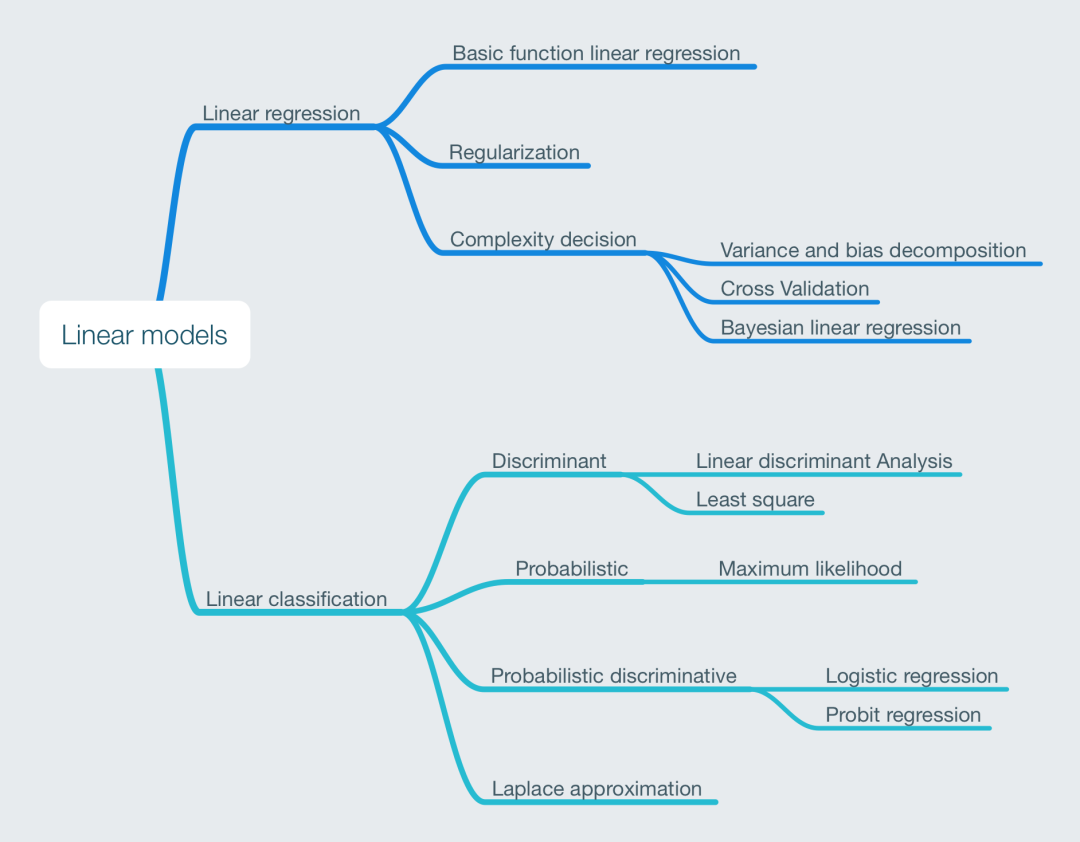 Linear models
Linear regression
Basic function linear regression
Regularization
Complexity decision
Variance and bias decomposition
Cross Validation
Bayesian linear regression
Linear classification
Discriminant
Linear discriminant Analysis
Least square
Probabilistic
Maximum likelihood
Probabilistic discriminative
Logistic regression
Probit regression
Laplace approximation